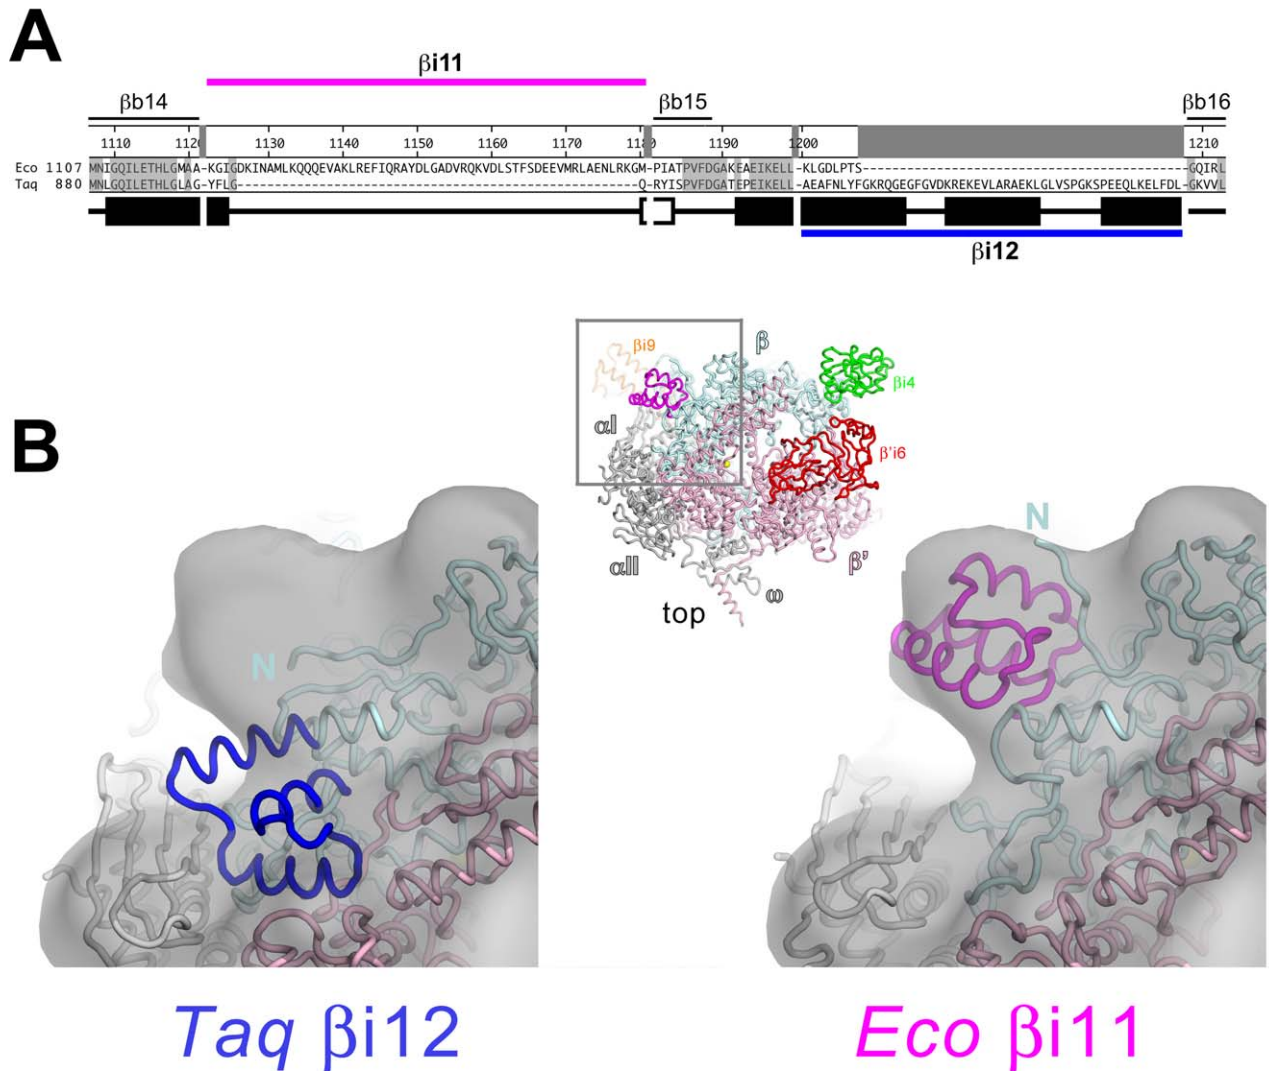 A
βi11
βb14 βb15 βb16
1110 1120 1130 1140 1150 1160 1170 1180 1190 1200 1210
Eco 1107 MNIGQILETHLGMAA-KGIGDKINAMLKQQQEVAKLREFIQRAYDLGADVRQKVDLSTFSDEEVMRLAENLRKGM-PIATPVFDGAKEAEIKELL-KLGDLPTS-------------------------------------------GQIRL
Taq 880 MNLGQILETHLGLAG-YFLG------------------------------------------------------Q-RYISPVFDGATEPEIKELL-AEAFNLYFGKRQGEGFGVDKREKEVLARAEKLGLVSPGKSPEEQLKELFDL-GKVVL
βi12
βi9
β
βi4
B
αI
β'i6
αII
β'
ω
top
N
N
Taq βi12
Eco βi11